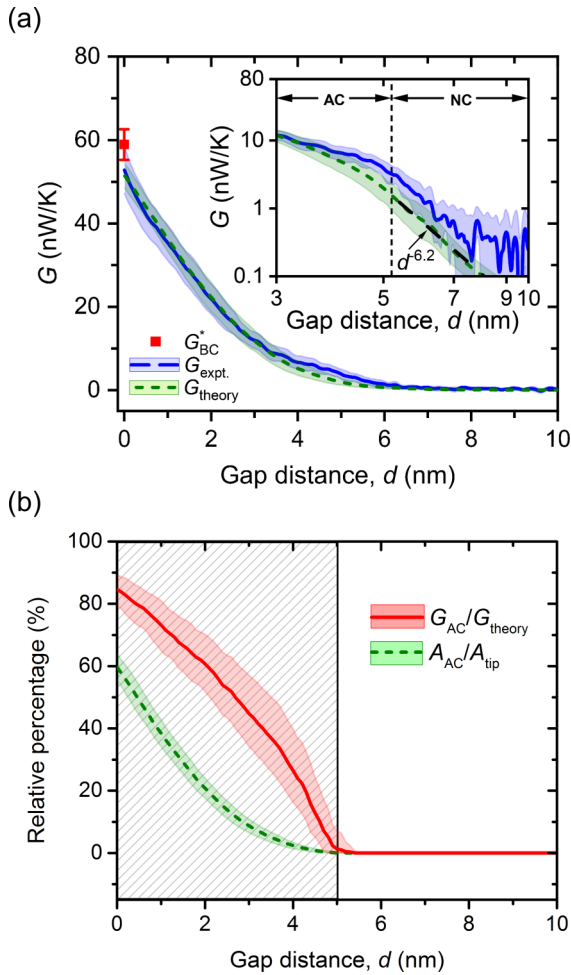 (a)
80
60
40
20
0
G (nW/K)
0 2 4 6 8 10
Gap distance, d (nm)
G*BC
Gexpt.
Gtheory
AC NC
80
10
1
0.1
G (nW/K)
d-6.2
3 5 7 9 10
Gap distance, d (nm)
(b)
100
80
60
40
20
0
Relative percentage (%)
GAC/Gtheory
AAC/Atip
0 2 4 6 8 10
Gap distance, d (nm)